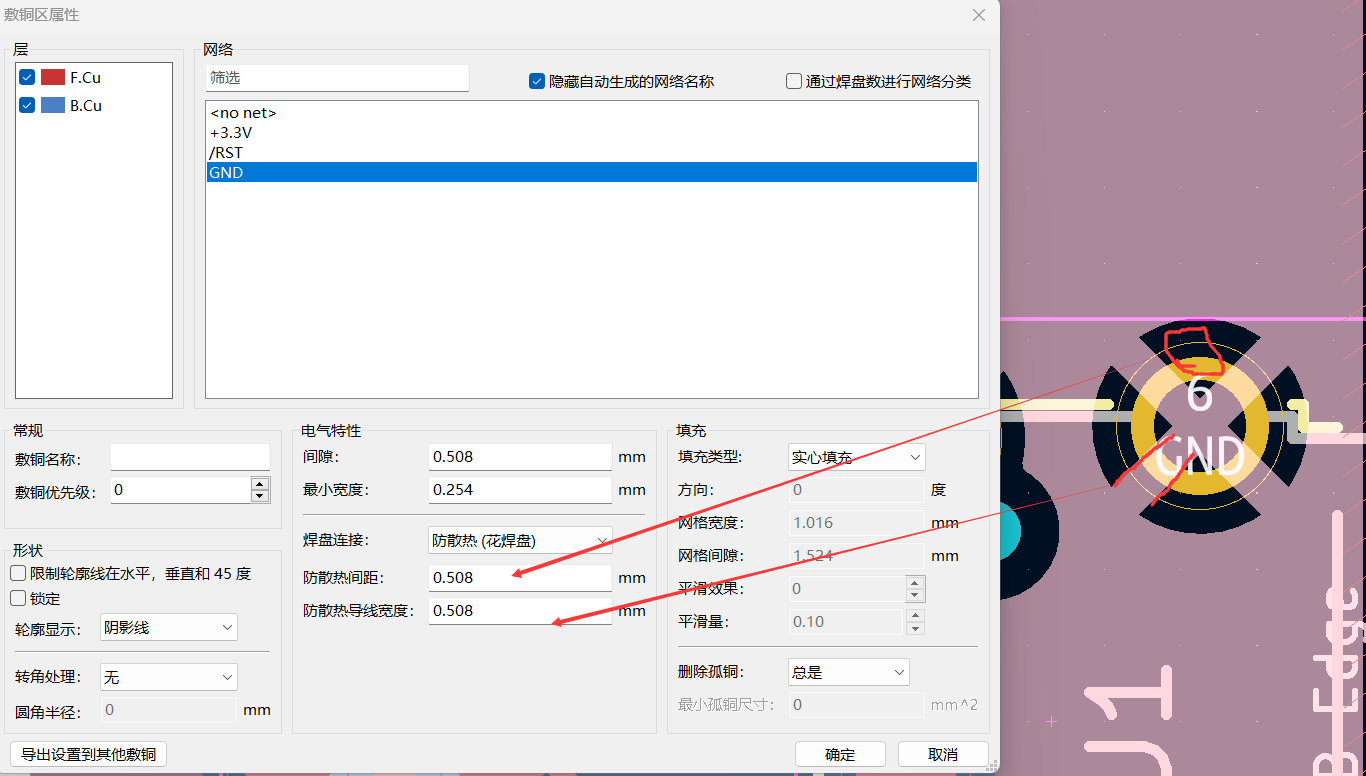 敷铜区属性
层
F.Cu
B.Cu
网络
筛选
隐藏自动生成的网络名称
通过焊盘数进行网络分类
<no net>
+3.3V
/RST
GND
常规
敷铜名称:
敷铜优先级: 0
形状
限制轮廓线在水平，垂直和 45 度
锁定
轮廓显示: 阴影线
转角处理: 无
圆角半径: 0 mm
电气特性
间隙: 0.508 mm
最小宽度: 0.254 mm
焊盘连接: 防散热 (花焊盘)
防散热间距: 0.508 mm
防散热导线宽度: 0.508 mm
填充
填充类型: 实心填充
方向: 0 度
网格宽度: 1.016 mm
网格间隙: 1.524 mm
平滑效果: 0
平滑量: 0.10
删除孤铜: 总是
最小孤铜尺寸: 0 mm^2
导出设置到其他敷铜
确定
取消
6
GND
U1
B Edge